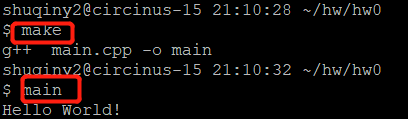 shuqiny2@circinus-15 21:10:28 ~/hw/hw0
$ make
g++  main.cpp -o main
shuqiny2@circinus-15 21:10:32 ~/hw/hw0
$ main
Hello World!